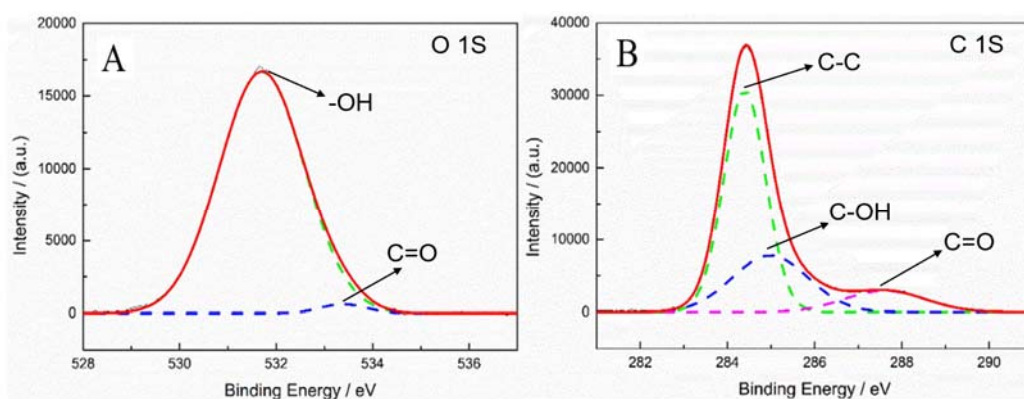 A
O 1S
-OH
C=O
20000
15000
10000
5000
0
Intensity / (a.u.)
528 530 532 534 536
Binding Energy / eV
B
C 1S
C-C
C-OH
C=O
40000
30000
20000
10000
0
Intensity / (a.u.)
282 284 286 288 290
Binding Energy / eV